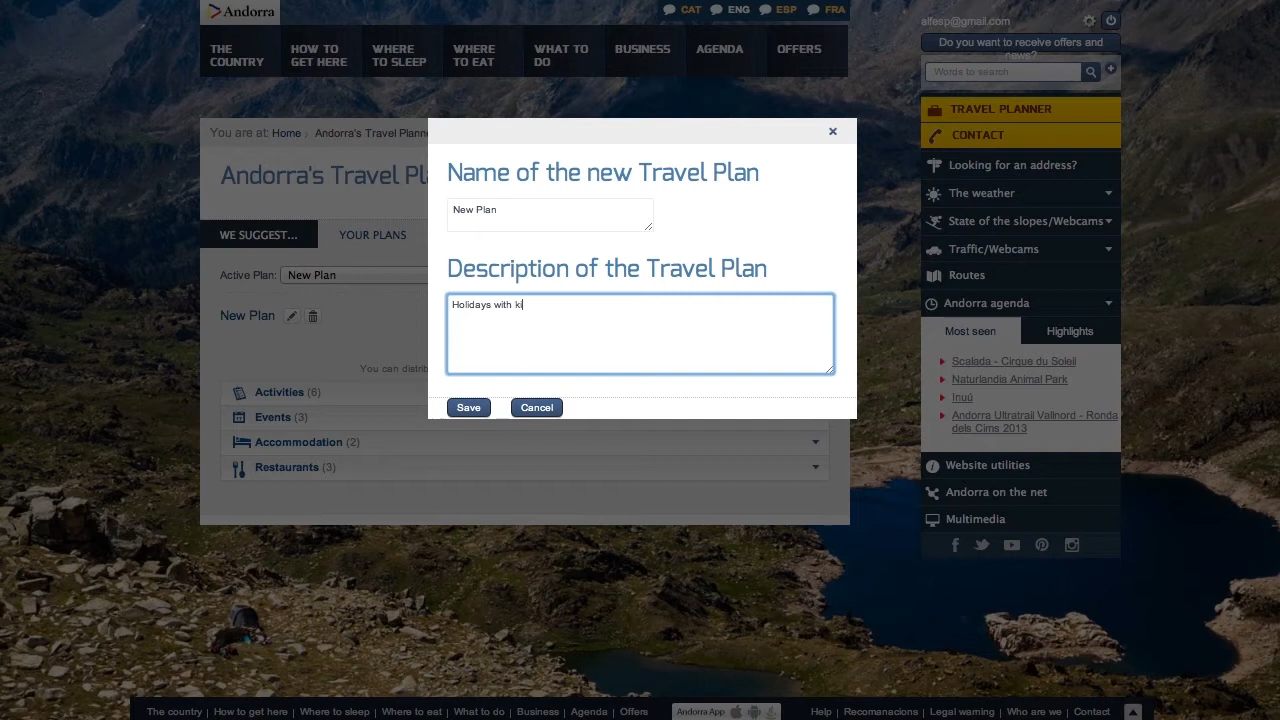 Andorra
CAT ENG ESP FRA
THE COUNTRY
HOW TO GET HERE
WHERE TO SLEEP
WHERE TO EAT
WHAT TO DO
BUSINESS
AGENDA
OFFERS
alfesp@gmail.com
Do you want to receive offers and news?
Words to search
TRAVEL PLANNER
CONTACT
Looking for an address?
The weather
State of the slopes/Webcams
Traffic/Webcams
Routes
Andorra agenda
Most seen Highlights
Scalada - Cirque du Soleil
Naturlandia Animal Park
Inuú
Andorra Ultratrail Vallnord - Ronda
dels Cims 2013
Website utilities
Andorra on the net
Multimedia
You are at: Home › Andorra's Travel Plann
Andorra's Travel Pl
WE SUGGEST... YOUR PLANS
Active Plan: New Plan
New Plan
You can distrib
Activities (6)
Events (3)
Accommodation (2)
Restaurants (3)
×
Name of the new Travel Plan
New Plan
Description of the Travel Plan
Holidays with ki
Save Cancel
The country | How to get here | Where to sleep | Where to eat | What to do | Business | Agenda | Offers
Andorra App
Help | Recomanacions | Legal warning | Who are we | Contact